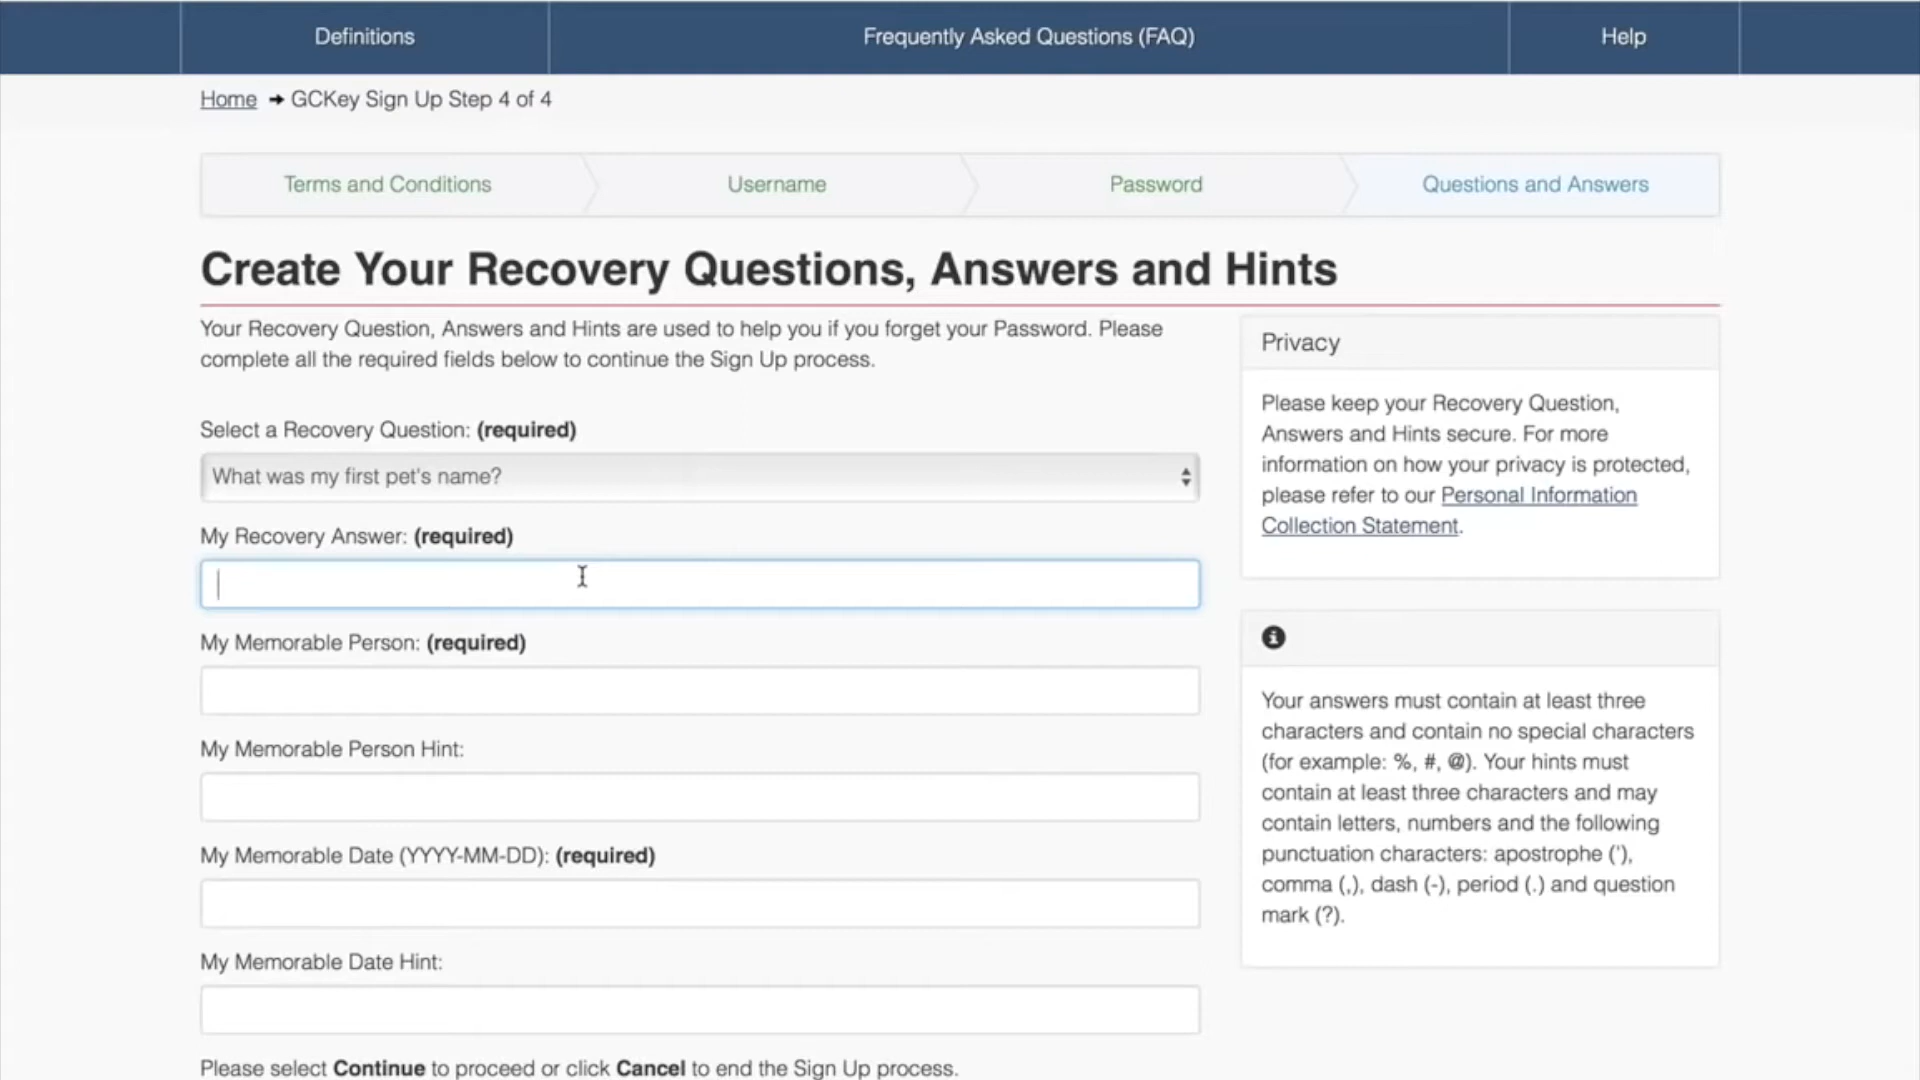 Definitions
Frequently Asked Questions (FAQ)
Help
Home ➔ GCKey Sign Up Step 4 of 4
Terms and Conditions
Username
Password
Questions and Answers
Create Your Recovery Questions, Answers and Hints
Your Recovery Question, Answers and Hints are used to help you if you forget your Password. Please
complete all the required fields below to continue the Sign Up process.
Select a Recovery Question: (required)
What was my first pet's name?
My Recovery Answer: (required)
My Memorable Person: (required)
My Memorable Person Hint:
My Memorable Date (YYYY-MM-DD): (required)
My Memorable Date Hint:
Please select Continue to proceed or click Cancel to end the Sign Up process.
Privacy
Please keep your Recovery Question,
Answers and Hints secure. For more
information on how your privacy is protected,
please refer to our Personal Information
Collection Statement.
Your answers must contain at least three
characters and contain no special characters
(for example: %, #, @). Your hints must
contain at least three characters and may
contain letters, numbers and the following
punctuation characters: apostrophe ('),
comma (,), dash (-), period (.) and question
mark (?).